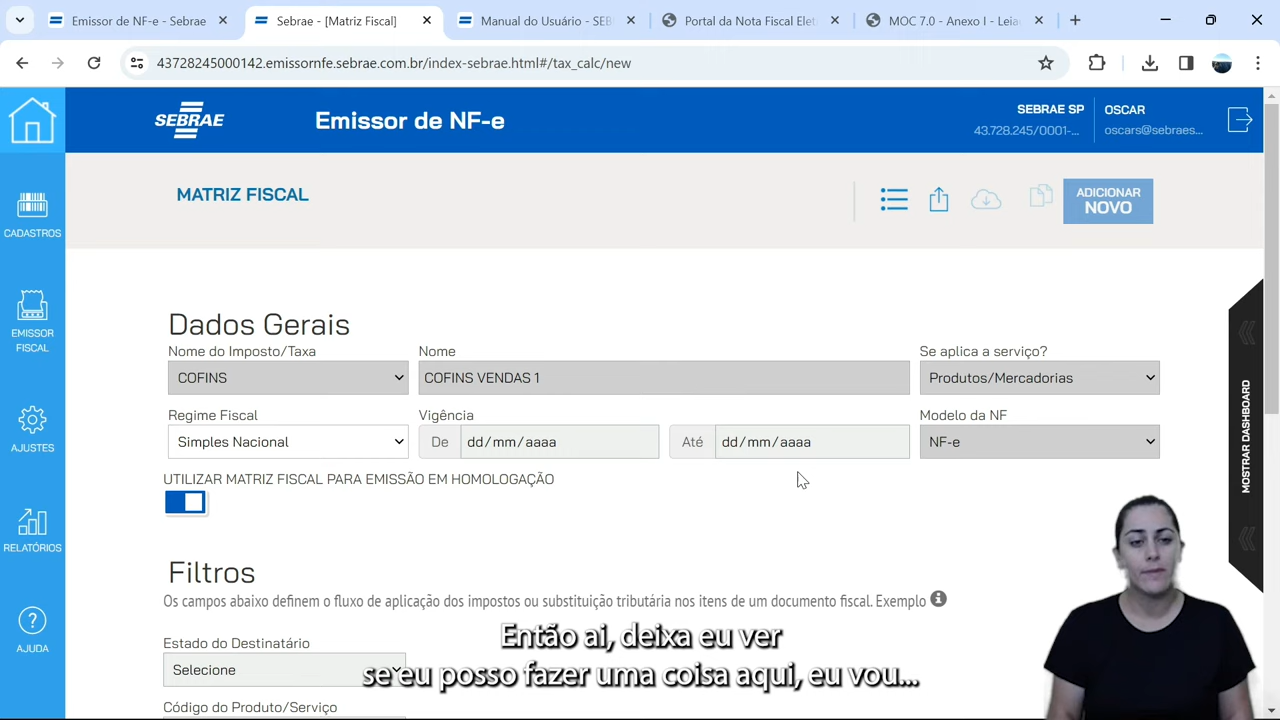 Emissor de NF-e - Sebrae
Sebrae - [Matriz Fiscal]
Manual do Usuário - SEB
Portal da Nota Fiscal Elet
MOC 7.0 - Anexo I - Leia
43728245000142.emissornfe.sebrae.com.br/index-sebrae.html#/tax_calc/new
SEBRAE
Emissor de NF-e
SEBRAE SP
43.728.245/0001-...
OSCAR
oscars@sebraes...
CADASTROS
EMISSOR
FISCAL
AJUSTES
RELATÓRIOS
AJUDA
MATRIZ FISCAL
ADICIONAR
NOVO
MOSTRAR DASHBOARD
Dados Gerais
Nome do Imposto/Taxa
Nome
Se aplica a serviço?
COFINS
COFINS VENDAS 1
Produtos/Mercadorias
Regime Fiscal
Vigência
Modelo da NF
Simples Nacional
De
dd/mm/aaaa
Até
dd/mm/aaaa
NF-e
UTILIZAR MATRIZ FISCAL PARA EMISSÃO EM HOMOLOGAÇÃO
Filtros
Os campos abaixo definem o fluxo de aplicação dos impostos ou substituição tributária nos itens de um documento fiscal. Exemplo
Estado do Destinatário
Selecione
Código do Produto/Serviço
Então ai, deixa eu ver
se eu posso fazer uma coisa aqui, eu vou...